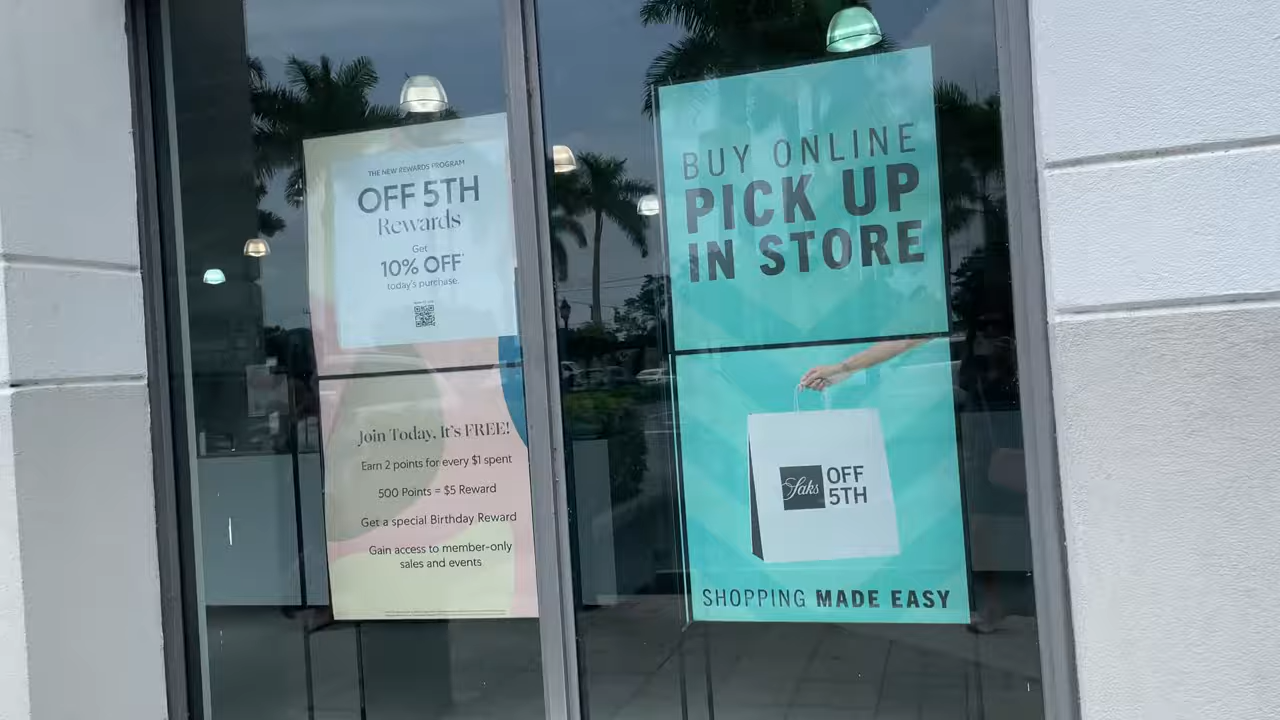 THE NEW REWARDS PROGRAM
OFF 5TH
Rewards
Get
10% OFF*
today's purchase.
Join Today, It's FREE!
Earn 2 points for every $1 spent
500 Points = $5 Reward
Get a special Birthday Reward
Gain access to member-only
sales and events
BUY ONLINE
PICK UP
IN STORE
Saks OFF
5TH
SHOPPING MADE EASY